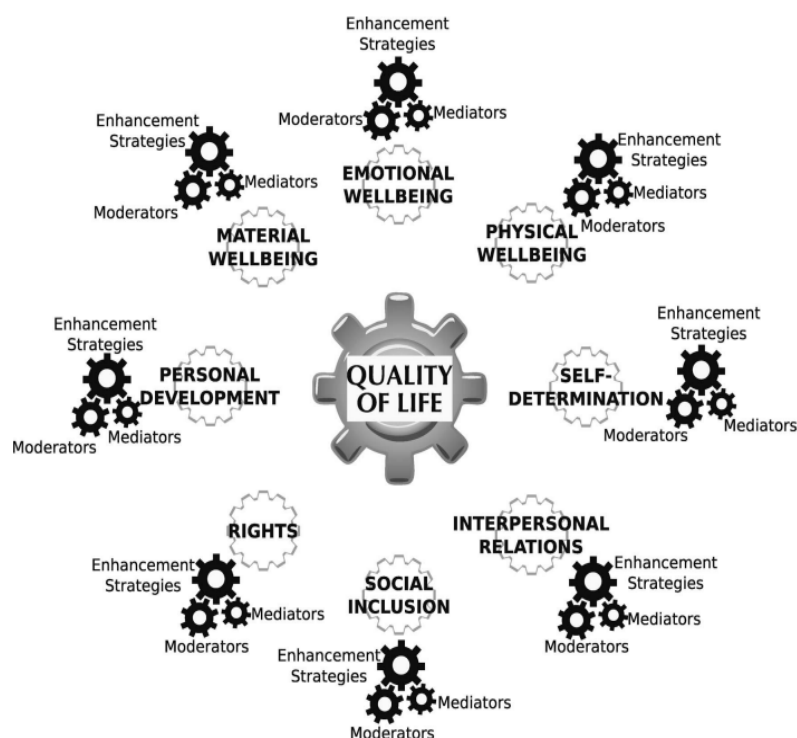 Enhancement
Strategies
Moderators
Mediators
EMOTIONAL
WELLBEING
Enhancement
Strategies
Mediators
Moderators
MATERIAL
WELLBEING
Enhancement
Strategies
Mediators
Moderators
PHYSICAL
WELLBEING
Enhancement
Strategies
Moderators
Mediators
PERSONAL
DEVELOPMENT
QUALITY
OF LIFE
SELF-
DETERMINATION
Enhancement
Strategies
Moderators
Mediators
RIGHTS
Enhancement
Strategies
Mediators
Moderators
SOCIAL
INCLUSION
Enhancement
Strategies
Mediators
Moderators
INTERPERSONAL
RELATIONS
Enhancement
Strategies
Mediators
Moderators